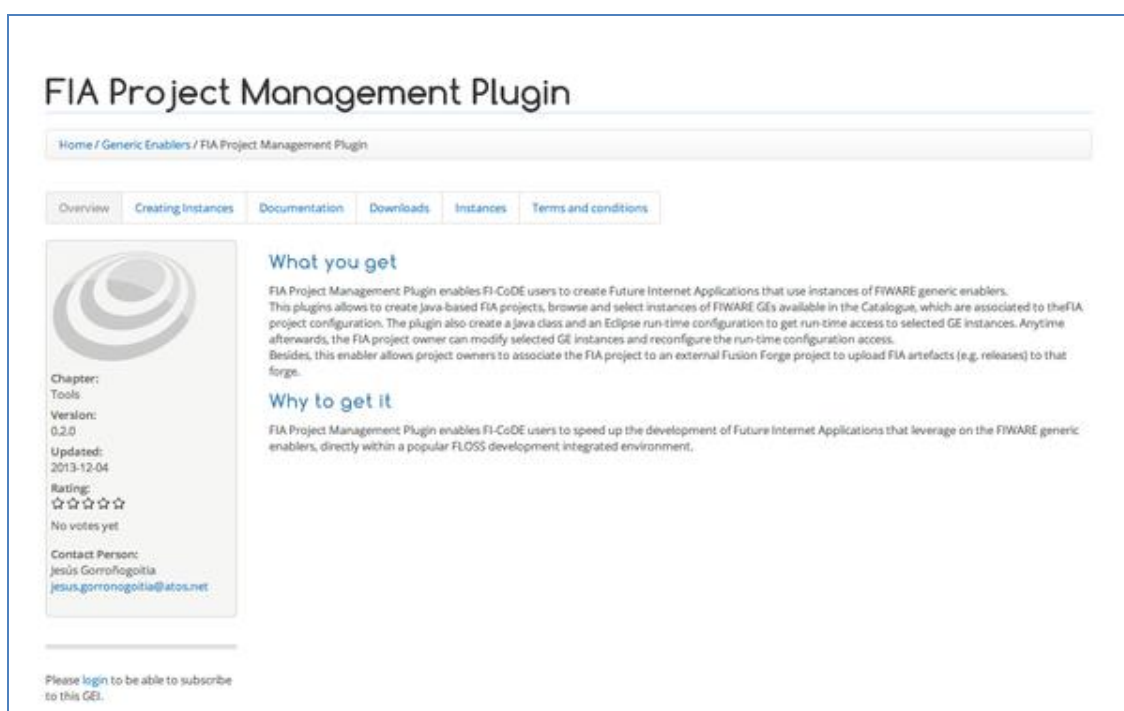 FIA Project Management Plugin
Home / Generic Enablers / FIA Project Management Plugin
Overview Creating Instances Documentation Downloads Instances Terms and conditions
What you get
FIA Project Management Plugin enables FI-CoDE users to create Future Internet Applications that use instances of FIWARE generic enablers.
This plugins allows to create Java-based FIA projects, browse and select instances of FIWARE GEs available in the Catalogue, which are associated to theFIA
project configuration. The plugin also create a Java class and an Eclipse run-time configuration to get run-time access to selected GE instances. Anytime
afterwards, the FIA project owner can modify selected GE instances and reconfigure the run-time configuration access.
Besides, this enabler allows project owners to associate the FIA project to an external Fusion Forge project to upload FIA artefacts (e.g. releases) to that
forge.
Why to get it
FIA Project Management Plugin enables FI-CoDE users to speed up the development of Future Internet Applications that leverage on the FIWARE generic
enablers, directly within a popular FLOSS development integrated environment.
Chapter:
Tools
Version:
0.2.0
Updated:
2013-12-04
Rating:
No votes yet
Contact Person:
Jesús Gorroñogoitia
jesus.gorronogoitia@atos.net
Please login to be able to subscribe
to this GEI.